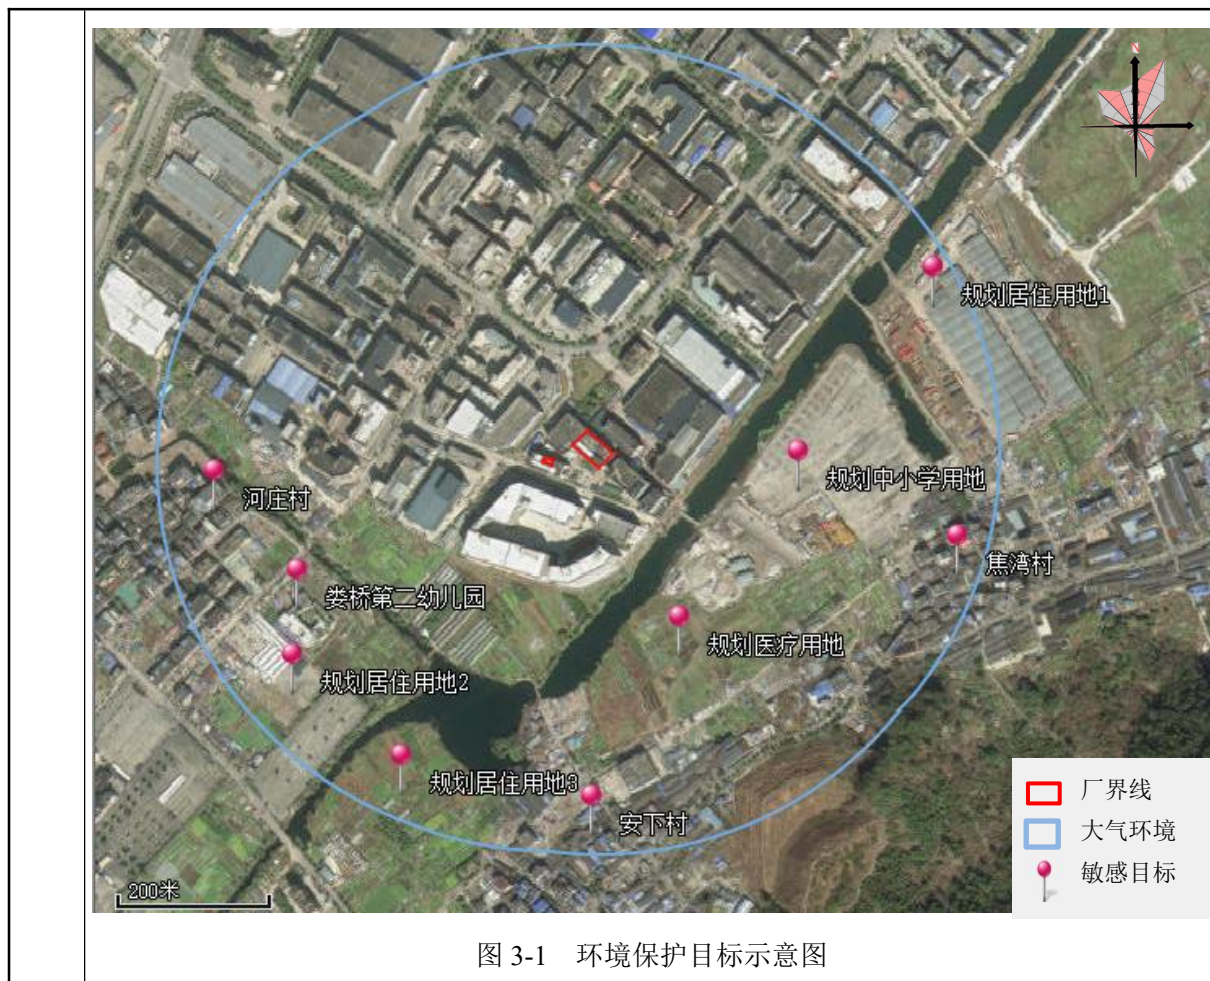 N
规划居住用地1
规划中小学用地
河庄村
焦湾村
娄桥第二幼儿园
规划医疗用地
规划居住用地2
规划居住用地3
安下村
厂界线
大气环境
敏感目标
200米
图 3-1 环境保护目标示意图